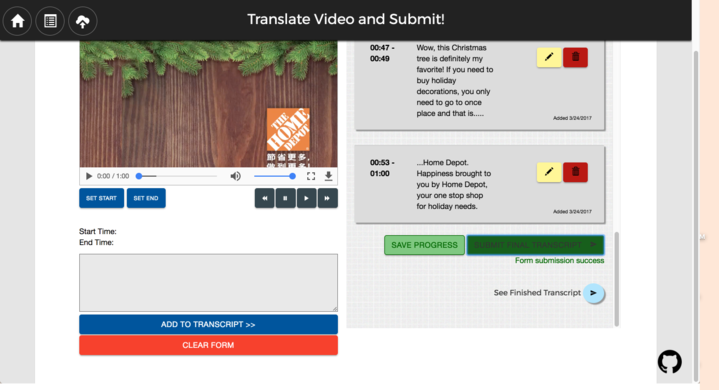 Translate Video and Submit!
THE
HOME
DEPOT
節省更多,
0:00 / 1:00
SET START
SET END
Start Time:
End Time:
ADD TO TRANSCRIPT >>
CLEAR FORM
00:47 -
00:49
Wow, this Christmas
tree is definitely my
favorite! If you need to
buy holiday
decorations, you only
need to go to once
place and that is.....
Added 3/24/2017
00:53 -
01:00
...Home Depot.
Happiness brought to
you by Home Depot,
your one stop shop
for holiday needs.
Added 3/24/2017
SAVE PROGRESS
SUBMIT FINAL TRANSCRIPT
Form submission success
See Finished Transcript